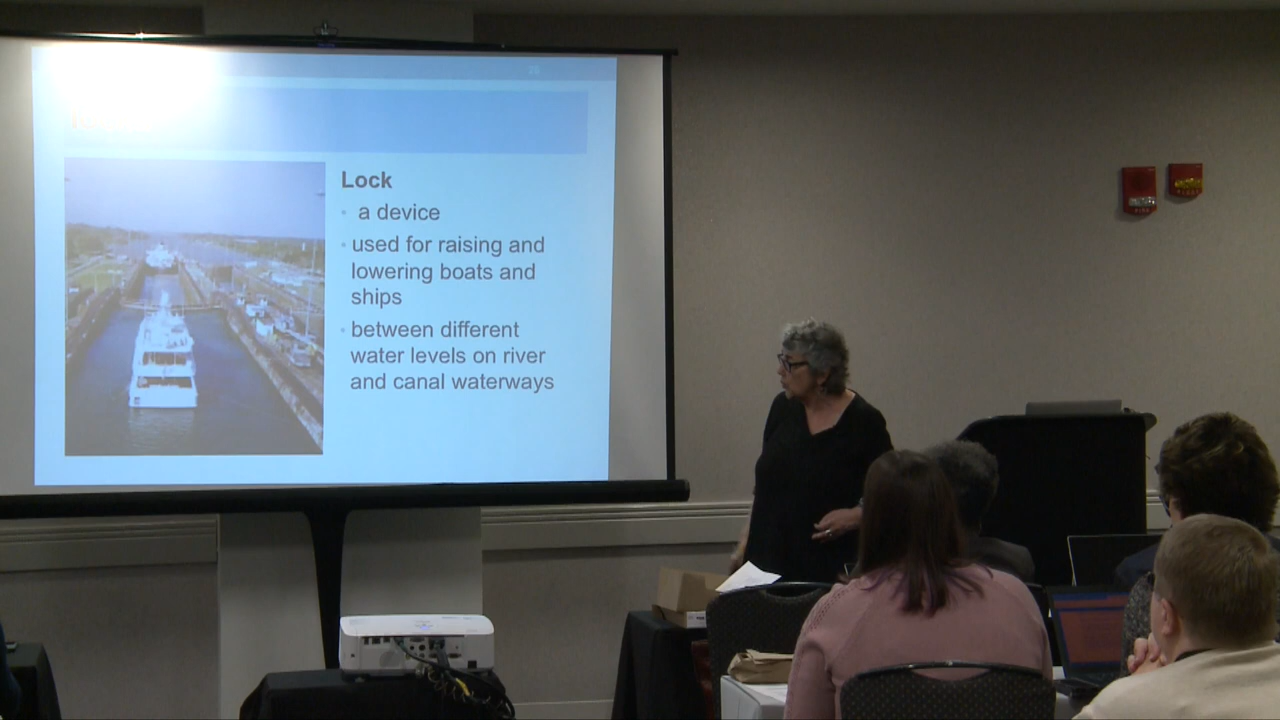 Lock
a device
used for raising and
lowering boats and
ships
between different
water levels on river
and canal waterways
FIRE